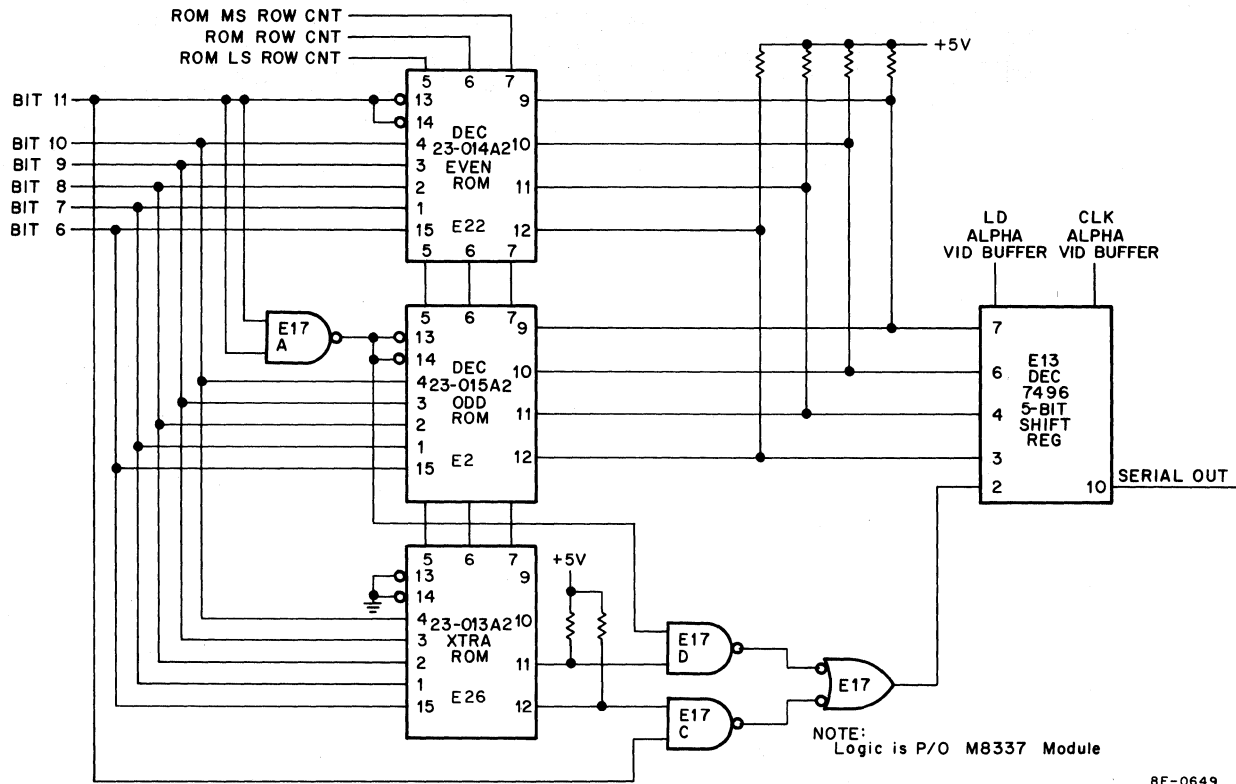 ROM MS ROW CNT
ROM ROW CNT
ROM LS ROW CNT
+5V
5 6 7
BIT 11
13
9
14
DEC
BIT 10
4
23-014A2
10
BIT 9
3
EVEN
BIT 8
2
ROM
11
BIT 7
1
BIT 6
15
E22
12
5 6 7
LD
ALPHA
VID BUFFER
CLK
ALPHA
VID BUFFER
5 6 7
E17
A
13
9
14
DEC
4
23-015A2
10
3
ODD
2
ROM
11
1
E2
15
12
7
6
4
3
2
E13
DEC
7496
5-BIT
SHIFT
REG
10
SERIAL OUT
5 6 7
+5V
13
9
14
4
23-013A2
10
3
XTRA
2
ROM
11
1
E26
15
12
E17
D
E17
C
E17
NOTE:
Logic is P/O M8337 Module
8E-0649